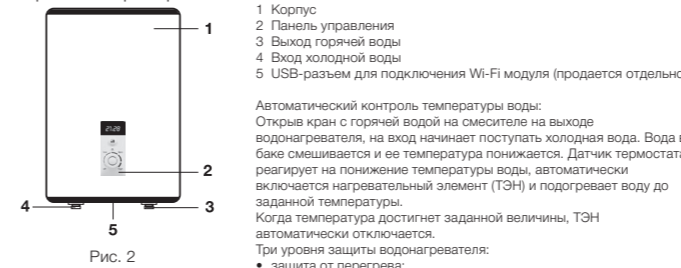 1 Корпус
2 Панель управления
3 Выход горячей воды
4 Вход холодной воды
5 USB-разъем для подключения Wi-Fi модуля (продается отдельно
Автоматический контроль температуры воды:
Открыв кран с горячей водой на смесителе на выходе
водонагревателя, на вход начинает поступать холодная вода. Вода в
баке смешивается и ее температура понижается. Датчик термостата
реагирует на понижение температуры воды, автоматически
включается нагревательный элемент (ТЭН) и подогревает воду до
заданной температуры.
Когда температура достигнет заданной величины, ТЭН
автоматически отключается.
Три уровня защиты водонагревателя:
• защита от перегрева;
1
21:28
2
4
3
5
Рис. 2